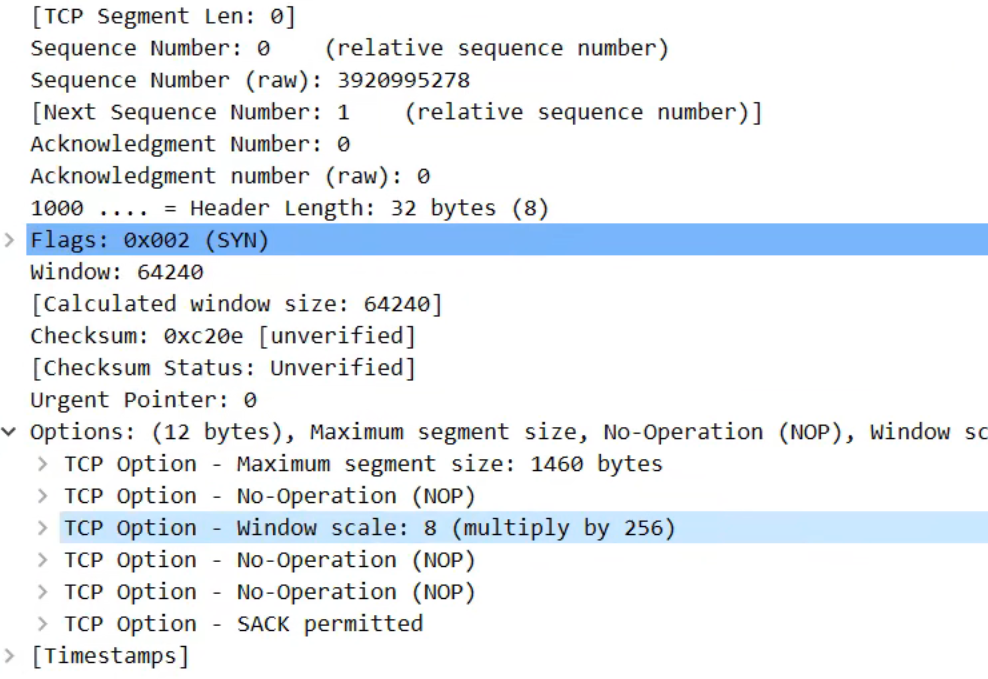 [TCP Segment Len: 0]
Sequence Number: 0    (relative sequence number)
Sequence Number (raw): 3920995278
[Next Sequence Number: 1    (relative sequence number)]
Acknowledgment Number: 0
Acknowledgment number (raw): 0
1000 .... = Header Length: 32 bytes (8)
Flags: 0x002 (SYN)
Window: 64240
[Calculated window size: 64240]
Checksum: 0xc20e [unverified]
[Checksum Status: Unverified]
Urgent Pointer: 0
Options: (12 bytes), Maximum segment size, No-Operation (NOP), Window sc
TCP Option - Maximum segment size: 1460 bytes
TCP Option - No-Operation (NOP)
TCP Option - Window scale: 8 (multiply by 256)
TCP Option - No-Operation (NOP)
TCP Option - No-Operation (NOP)
TCP Option - SACK permitted
[Timestamps]